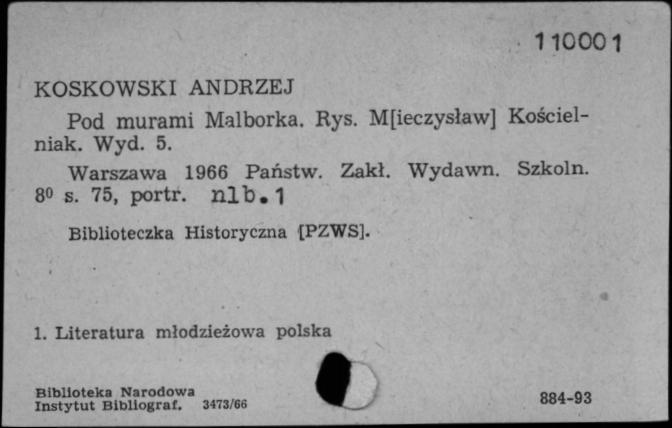 110001
KOSKOWSKI ANDRZEJ
Pod murami Malborka. Rys. M[ieczysław] Kościel-
niak. Wyd. 5.
Warszawa 1966 Państw. Zakł. Wydawn. Szkoln.
8⁰ s. 75, portr. nlb.1
Biblioteczka Historyczna [PZWS].
1. Literatura młodzieżowa polska
Biblioteka Narodowa
Instytut Bibliograf. 3473/66
884-93